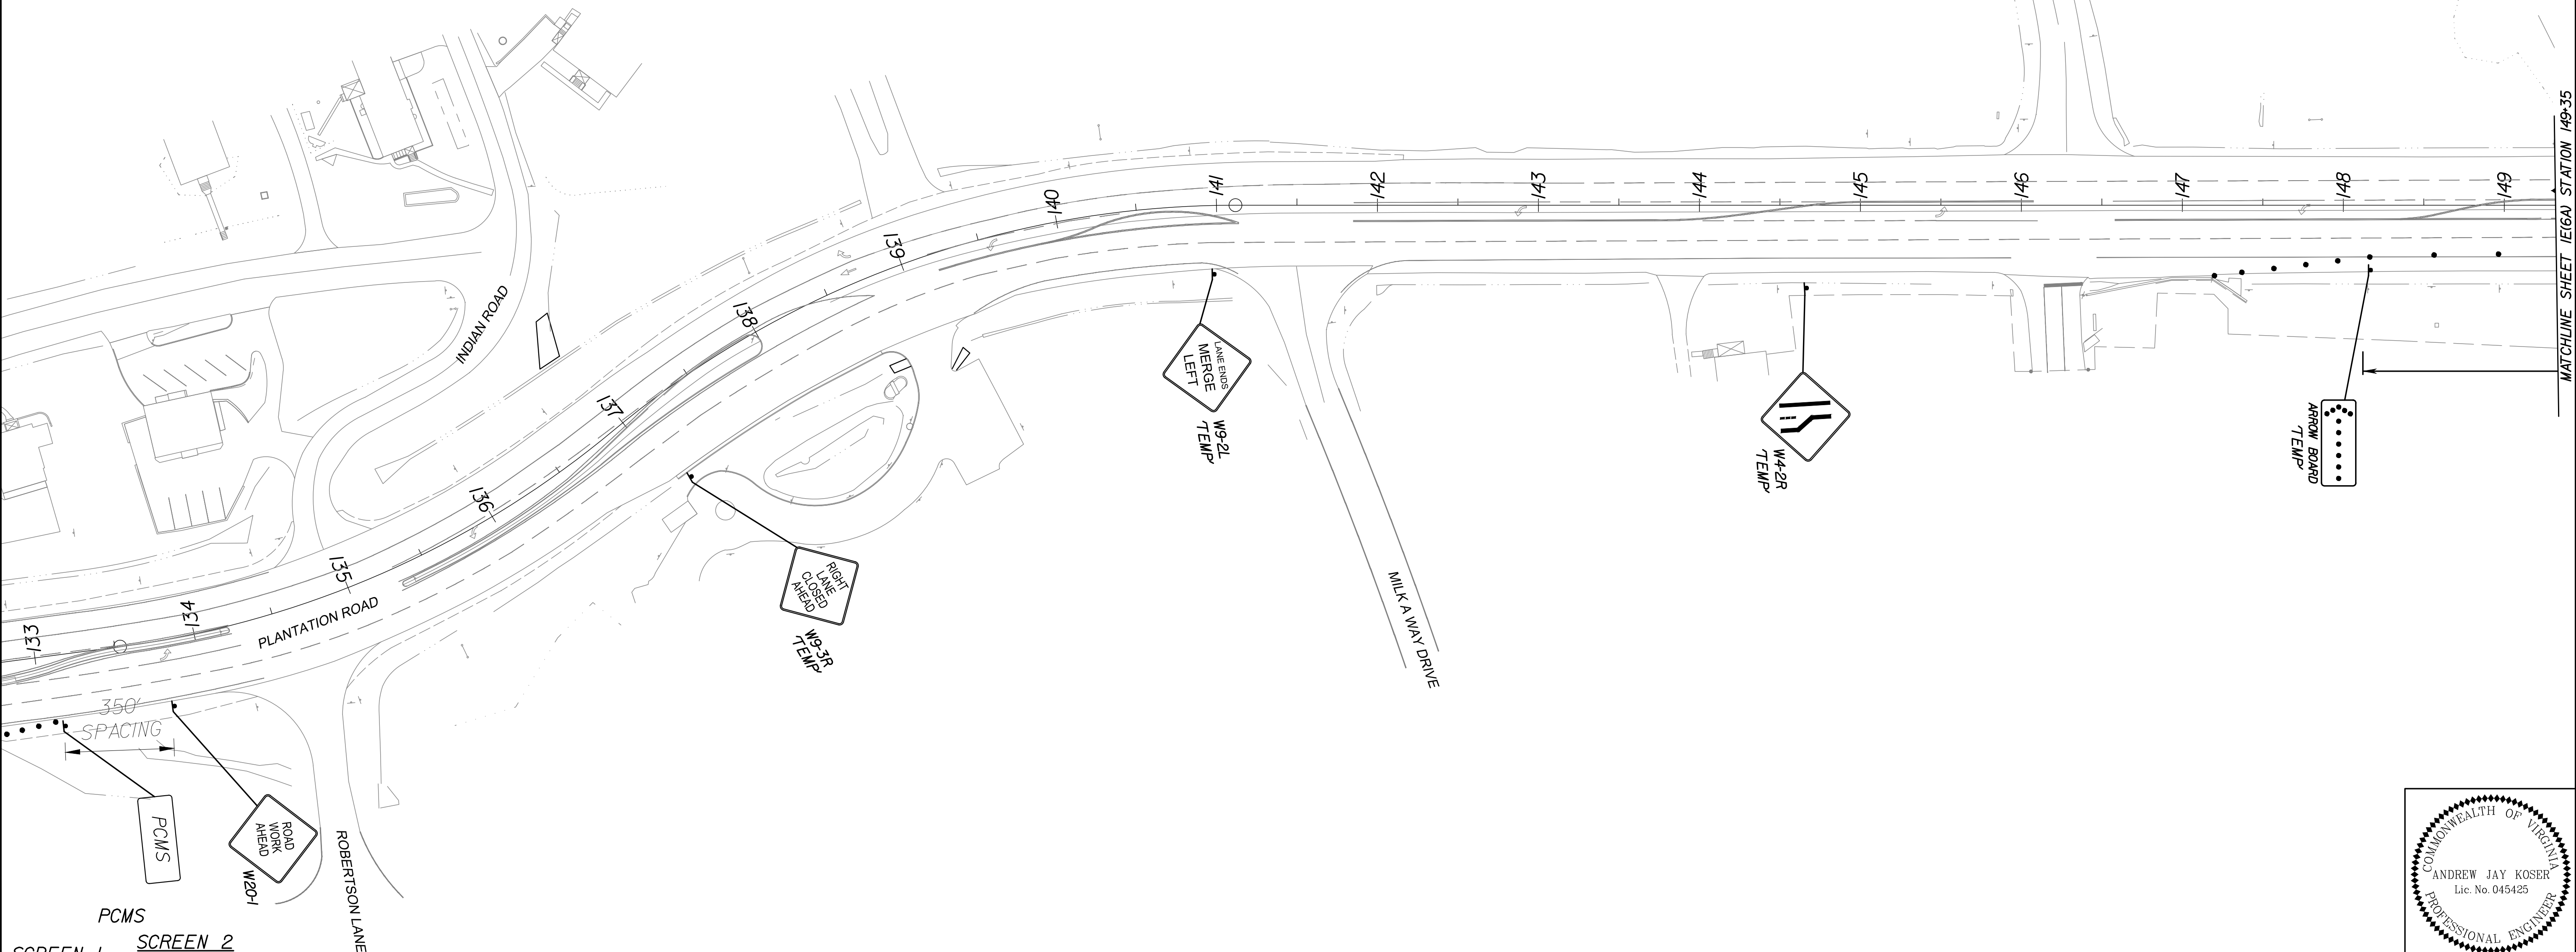 141
142
143
144
145
146
147
148
149
MATCHLINE SHEET 1E(6A) STATION 149+35
140
139
138
137
136
135
134
133
INDIAN ROAD
PLANTATION ROAD
LANE ENDS
MERGE
LEFT
W9-2L
'TEMP'
W4-2R
'TEMP'
ARROW BOARD
'TEMP'
RIGHT
LANE
CLOSED
AHEAD
W9-3R
'TEMP'
MILK A WAY DRIVE
350'
SPACING
PCMS
ROAD
WORK
AHEAD
W20-1
ROBERTSON LANE
PCMS
SCREEN 1
SCREEN 2
COMMONWEALTH OF VIRGINIA
ANDREW JAY KOSER
Lic. No. 045425
PROFESSIONAL ENGINEER